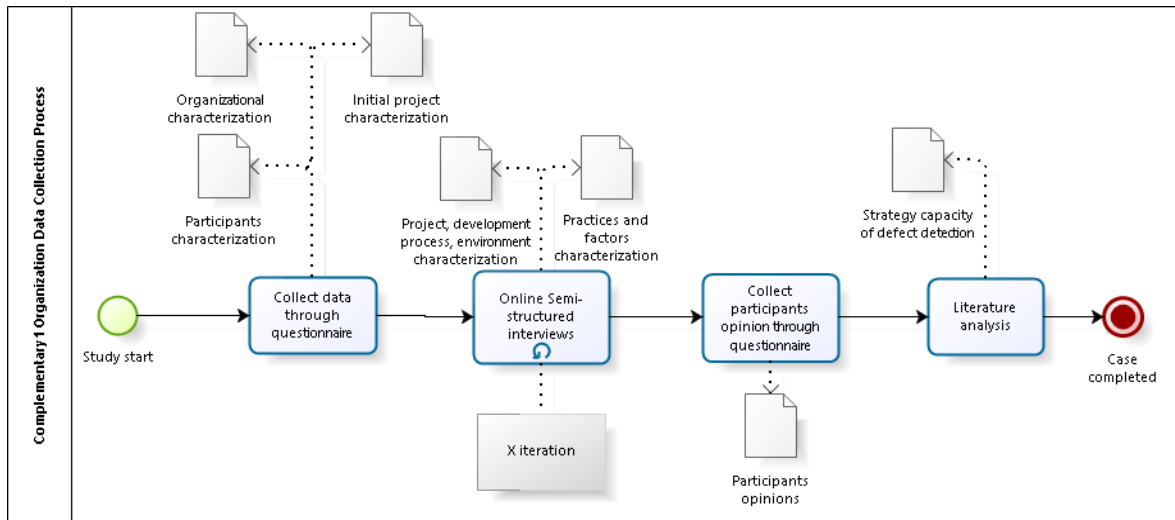 Complementary 1 Organization Data Collection Process
Organizational
characterization
Initial project
characterization
Participants
characterization
Project, development
process, environment
characterization
Practices and
factors
characterization
Strategy capacity
of defect detection
Study start
Collect data
through
questionnaire
Online Semi-
structured
interviews
Collect
participants
opinion through
questionnaire
Literature
analysis
Case
completed
X iteration
Participants
opinions